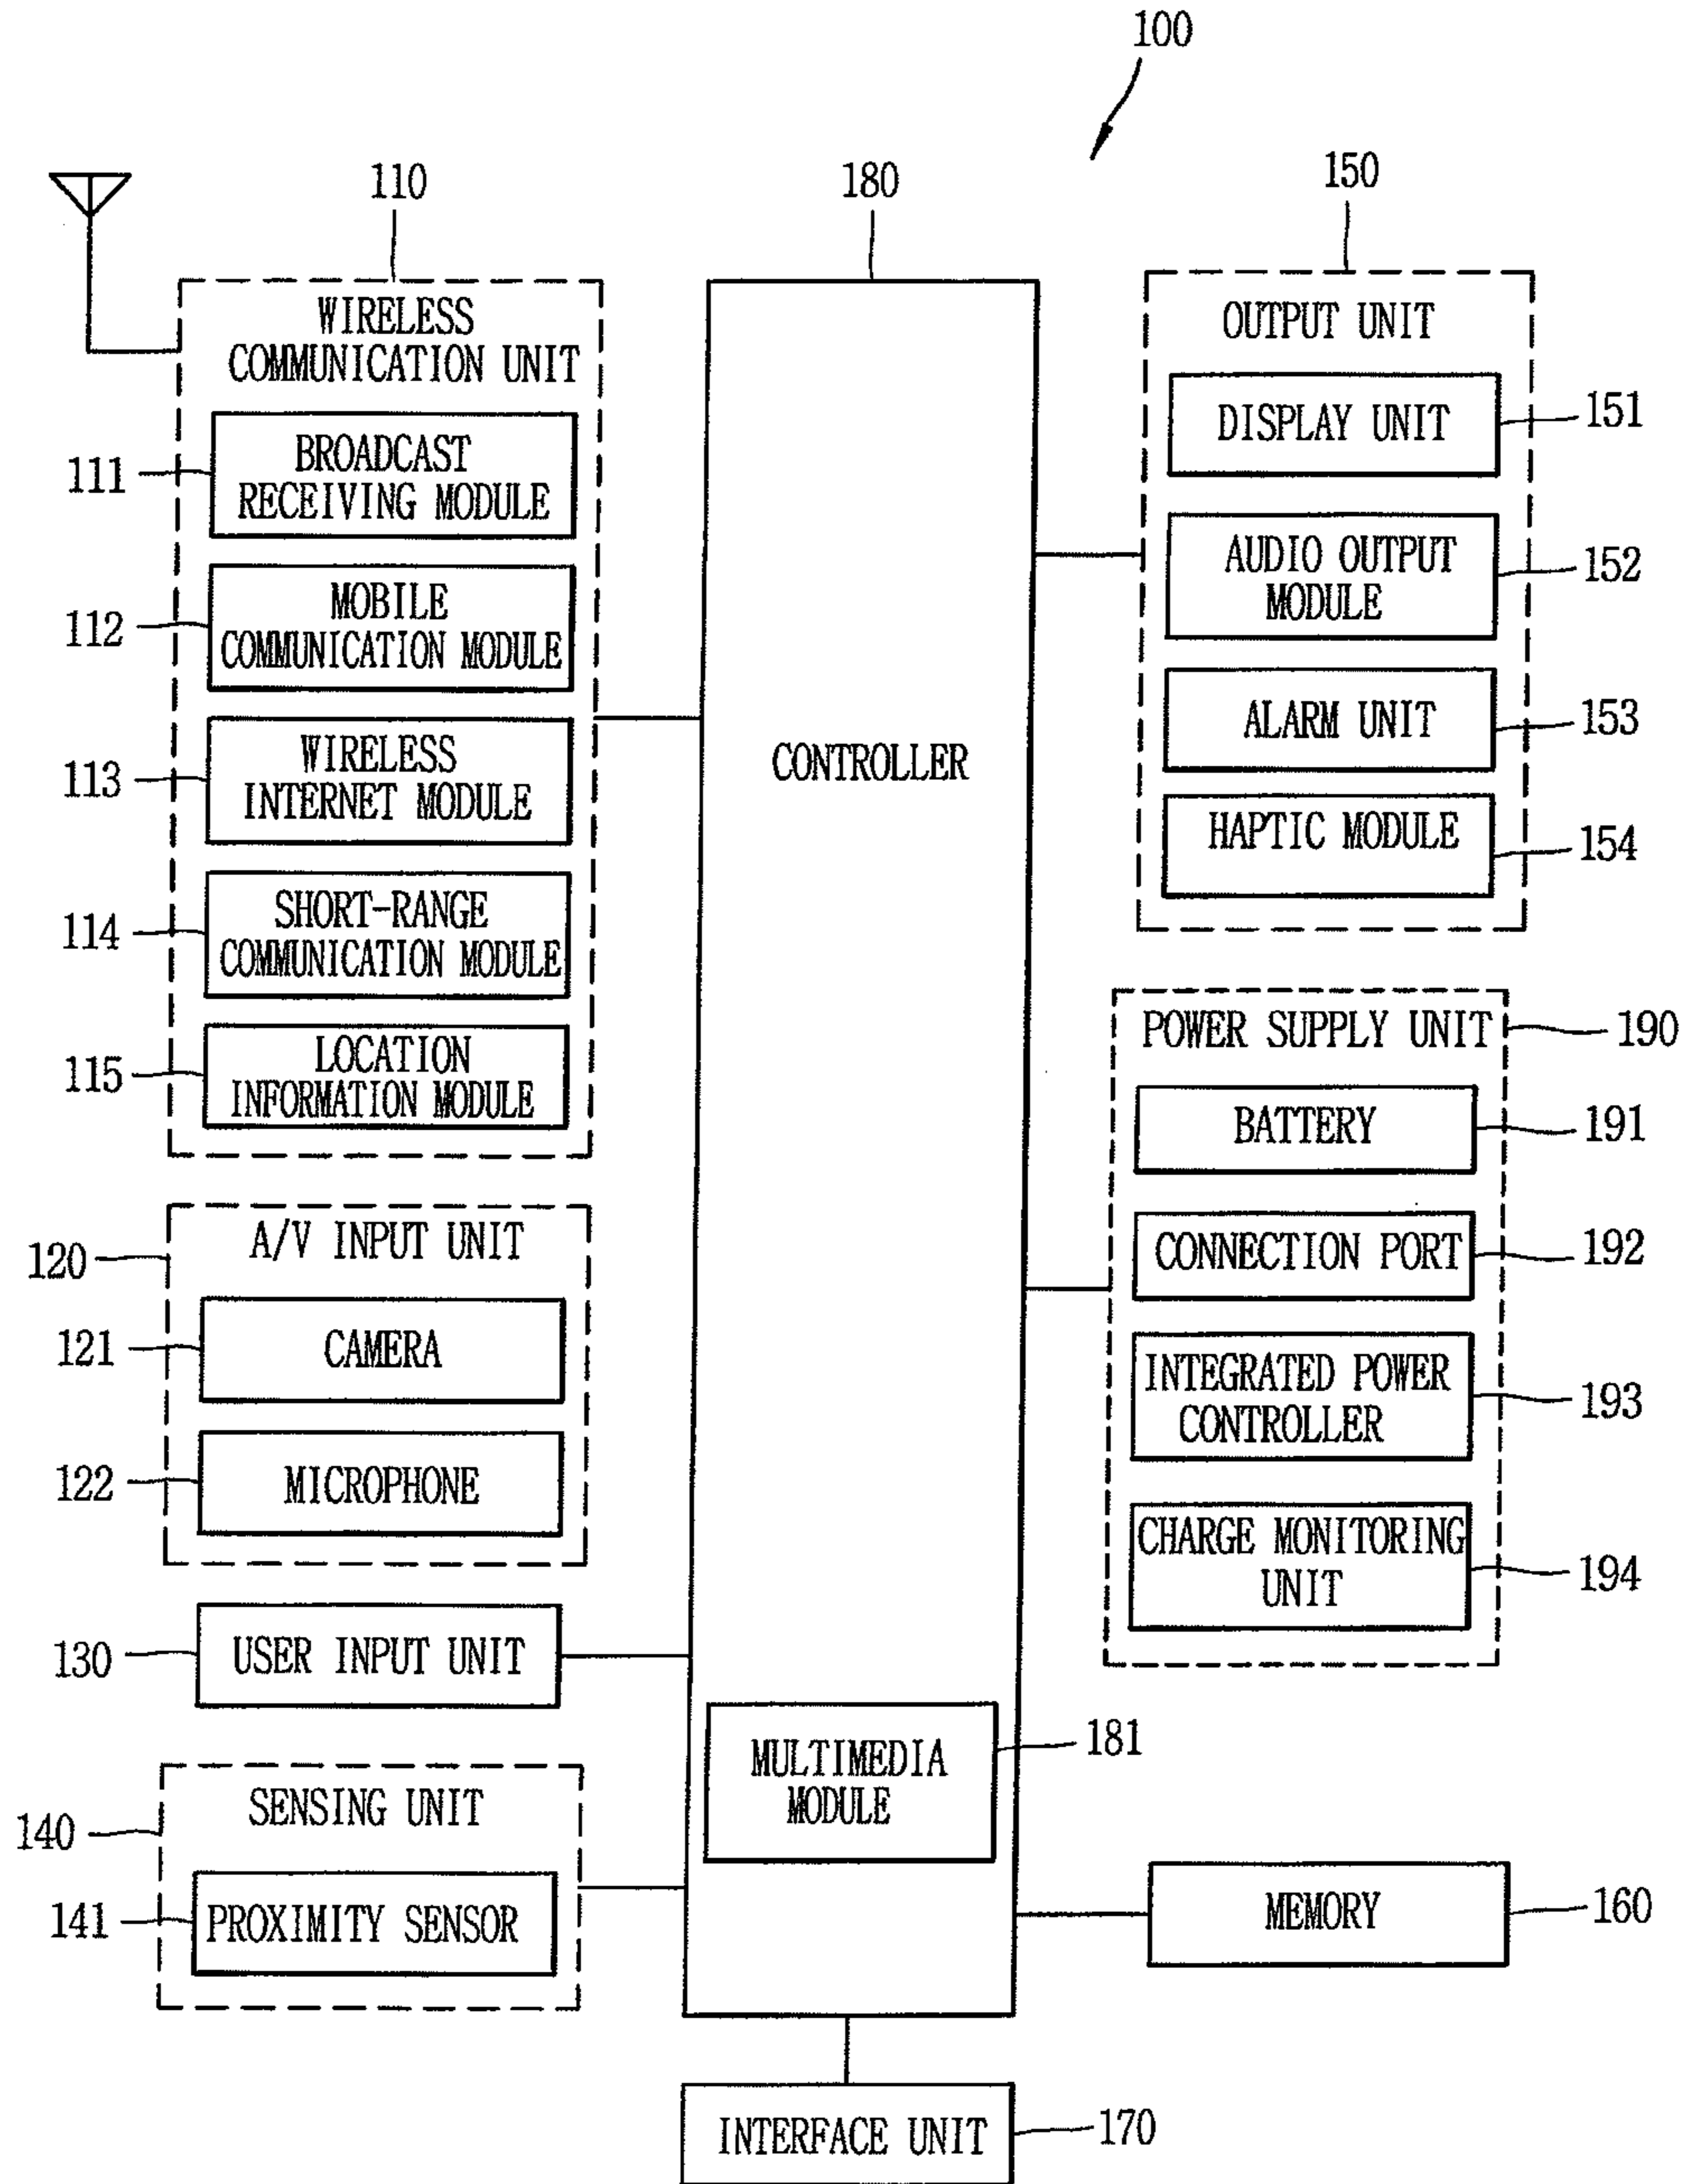 100
110
180
150
WIRELESS
COMMUNICATION UNIT
111
BROADCAST
RECEIVING MODULE
112
MOBILE
COMMUNICATION MODULE
113
WIRELESS
INTERNET MODULE
114
SHORT-RANGE
COMMUNICATION MODULE
115
LOCATION
INFORMATION MODULE
120
A/V INPUT UNIT
121
CAMERA
122
MICROPHONE
130
USER INPUT UNIT
140
SENSING UNIT
141
PROXIMITY SENSOR
CONTROLLER
MULTIMEDIA
MODULE
181
INTERFACE UNIT
170
OUTPUT UNIT
DISPLAY UNIT
151
AUDIO OUTPUT
MODULE
152
ALARM UNIT
153
HAPTIC MODULE
154
POWER SUPPLY UNIT
190
BATTERY
191
CONNECTION PORT
192
INTEGRATED POWER
CONTROLLER
193
CHARGE MONITORING
UNIT
194
MEMORY
160